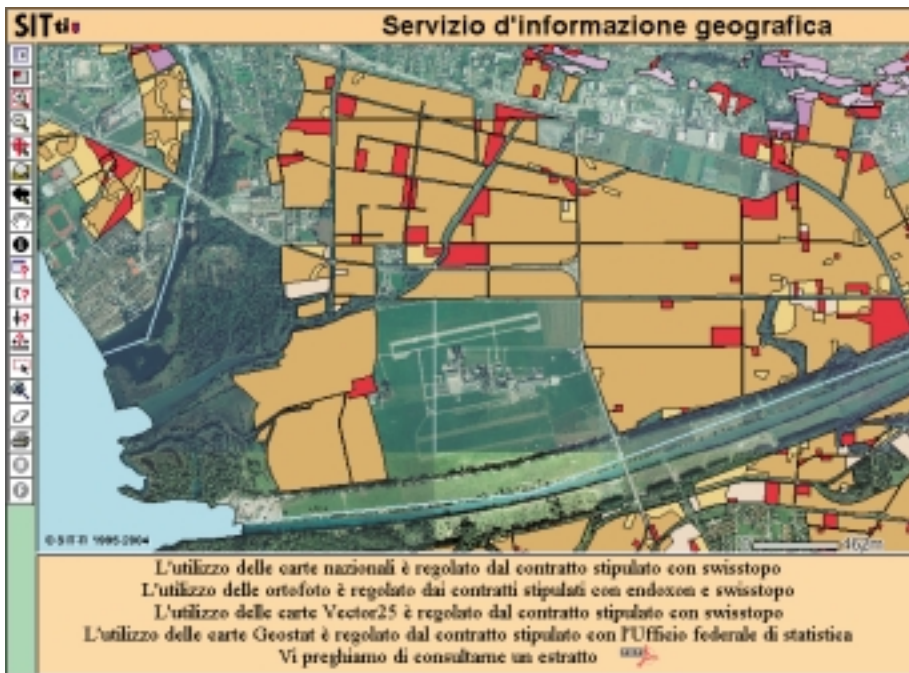 SIT ti
Servizio d'informazione geografica
© SIT-TI 1995-2004
462m
L'utilizzo delle carte nazionali è regolato dal contratto stipulato con swisstopo
L'utilizzo delle ortofoto è regolato dai contratti stipulati con endoxon e swisstopo
L'utilizzo delle carte Vector25 è regolato dal contratto stipulato con swisstopo
L'utilizzo delle carte Geostat è regolato dal contratto stipulato con l'Ufficio federale di statistica
Vi preghiamo di consultarne un estratto